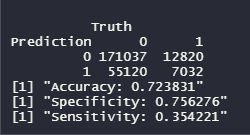 Truth
Prediction 0 1
0 171037 12820
1 55120 7032
[1] "Accuracy: 0.723831"
[1] "Specificity: 0.756276"
[1] "Sensitivity: 0.354221"